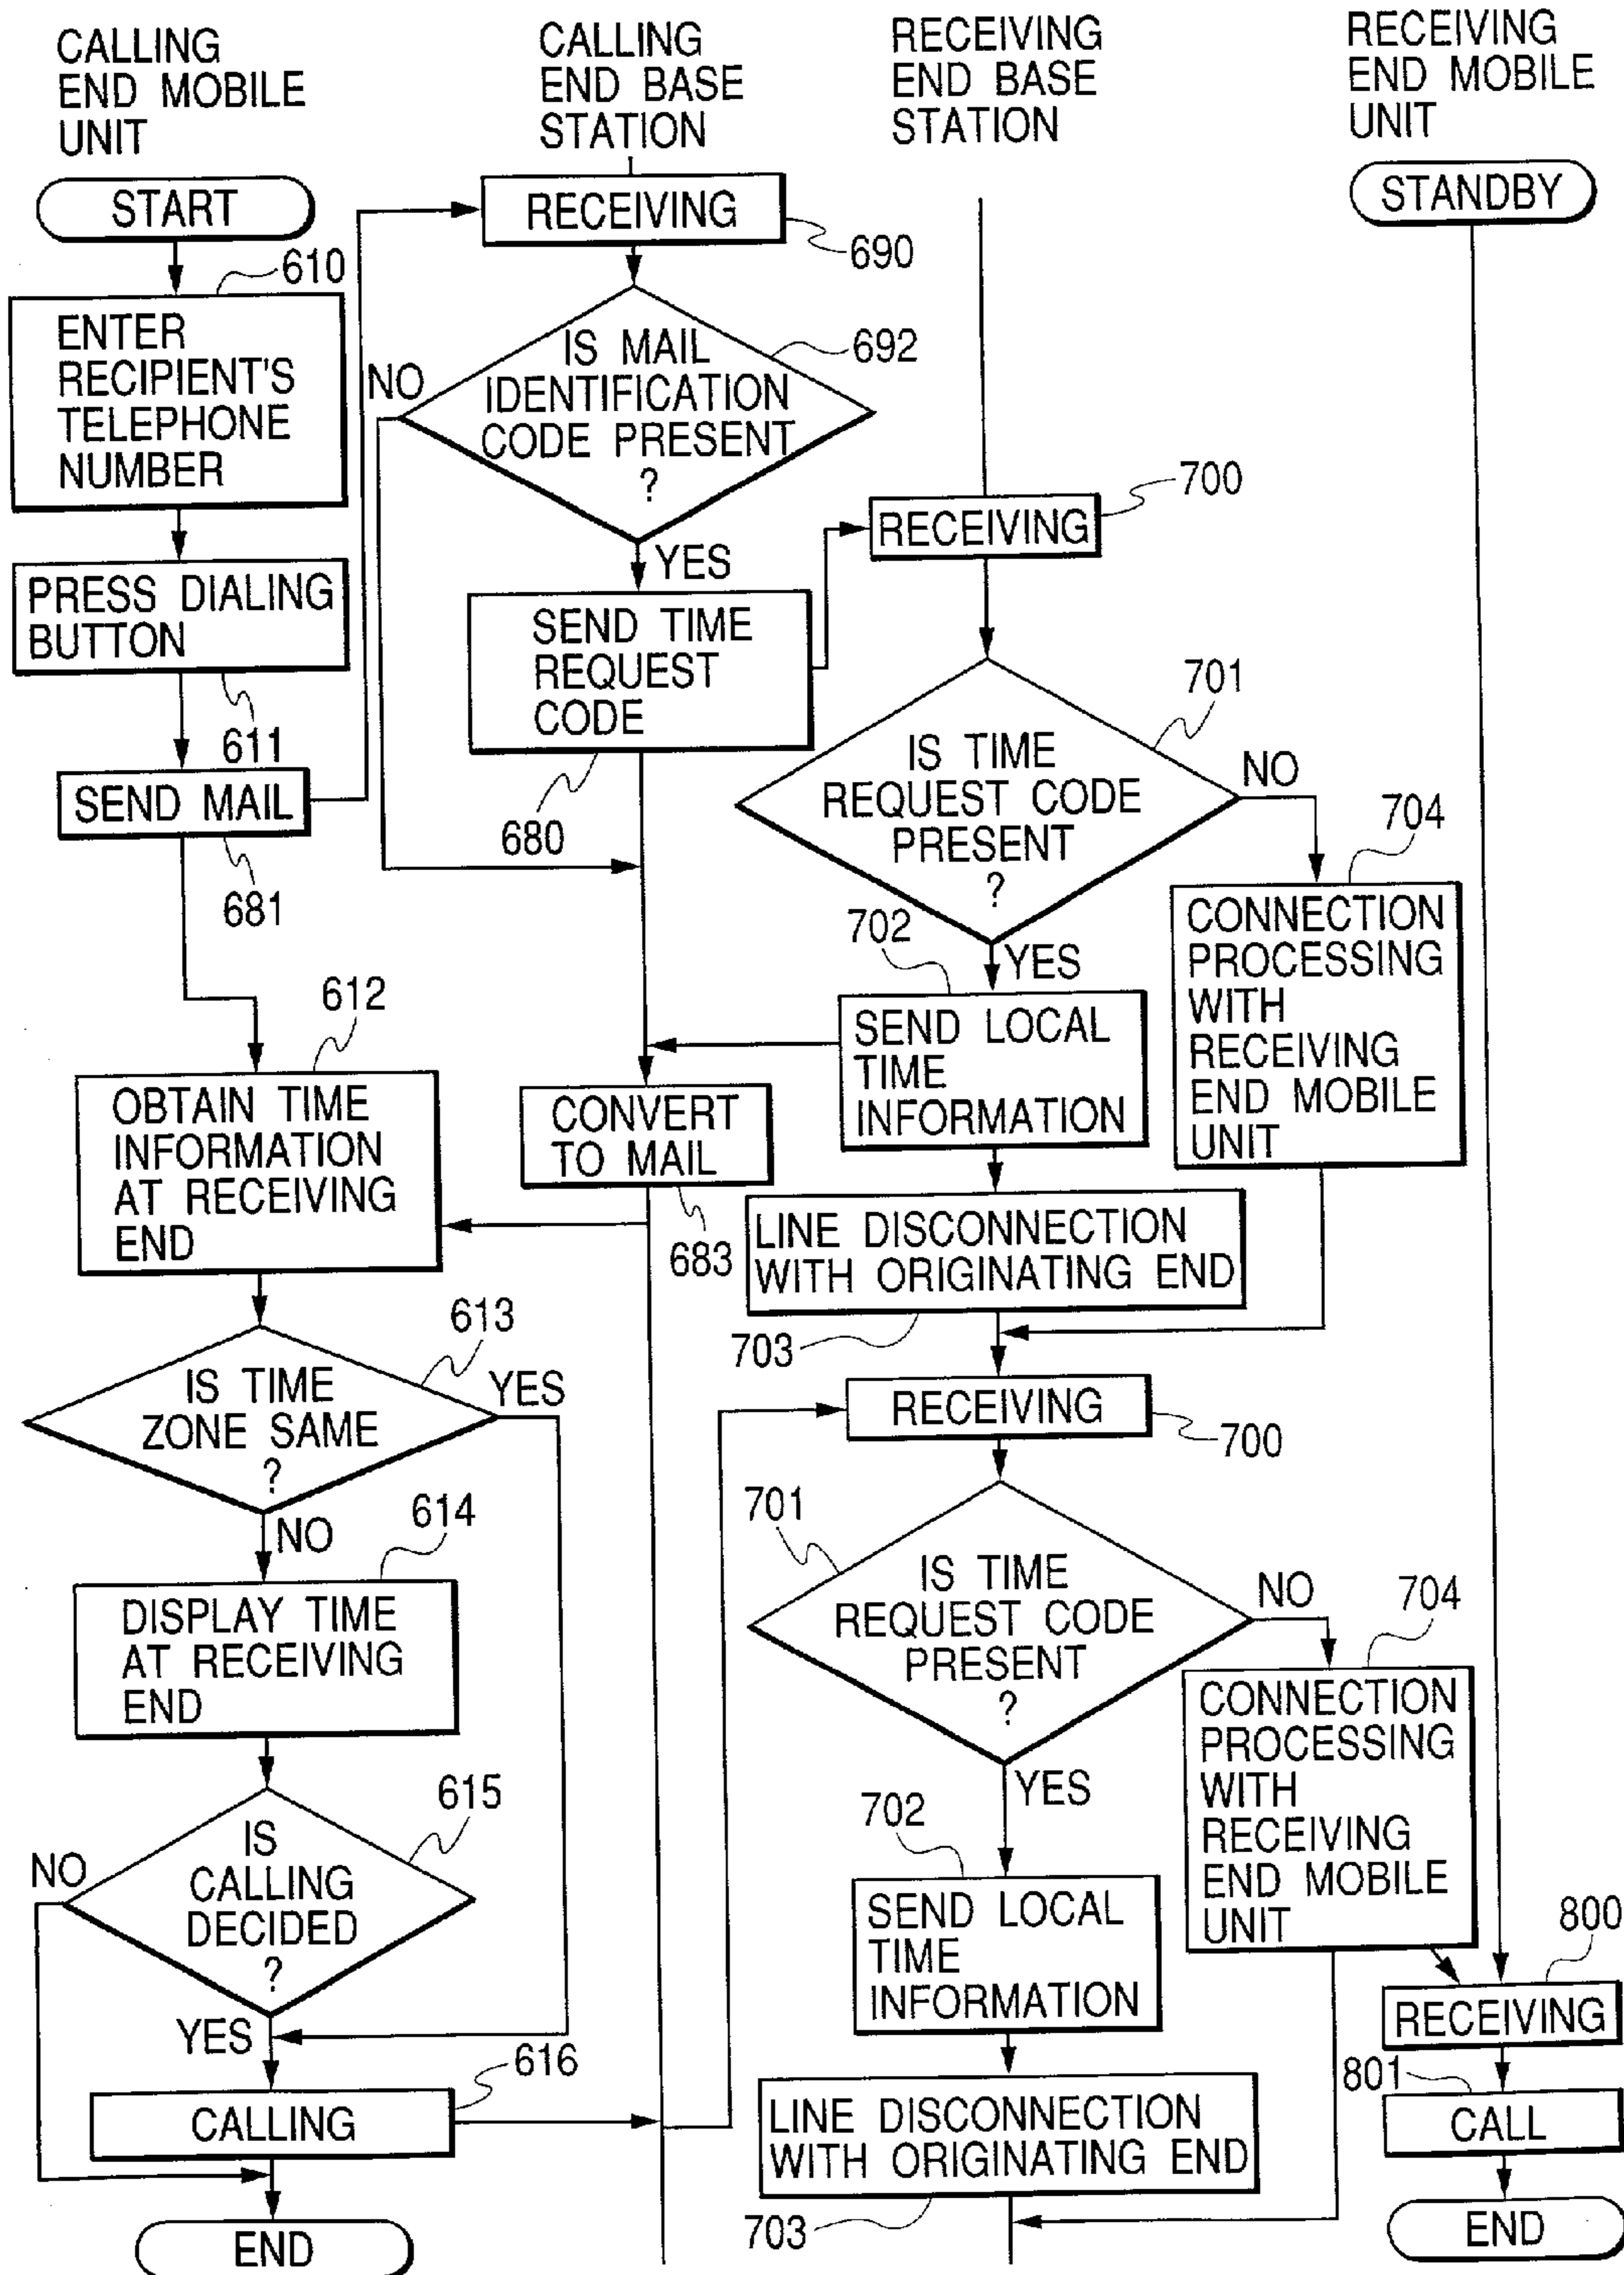 CALLING
END MOBILE
UNIT
CALLING
END BASE
STATION
RECEIVING
END BASE
STATION
RECEIVING
END MOBILE
UNIT
START
610
ENTER
RECIPIENT'S
TELEPHONE
NUMBER
PRESS DIALING
BUTTON
611
SEND MAIL
681
612
OBTAIN TIME
INFORMATION
AT RECEIVING
END
613
IS TIME
ZONE SAME
?
YES
NO
614
DISPLAY TIME
AT RECEIVING
END
615
IS
CALLING
DECIDED
?
NO
YES
616
CALLING
END
RECEIVING
690
IS MAIL
IDENTIFICATION
CODE PRESENT
?
692
NO
YES
SEND TIME
REQUEST
CODE
680
CONVERT
TO MAIL
683
RECEIVING
700
701
IS TIME
REQUEST CODE
PRESENT
?
NO
YES
704
CONNECTION
PROCESSING
WITH
RECEIVING
END MOBILE
UNIT
702
SEND LOCAL
TIME
INFORMATION
LINE DISCONNECTION
WITH ORIGINATING END
703
RECEIVING
700
701
IS TIME
REQUEST CODE
PRESENT
?
NO
YES
704
CONNECTION
PROCESSING
WITH
RECEIVING
END MOBILE
UNIT
702
SEND LOCAL
TIME
INFORMATION
LINE DISCONNECTION
WITH ORIGINATING END
703
STANDBY
800
RECEIVING
801
CALL
END